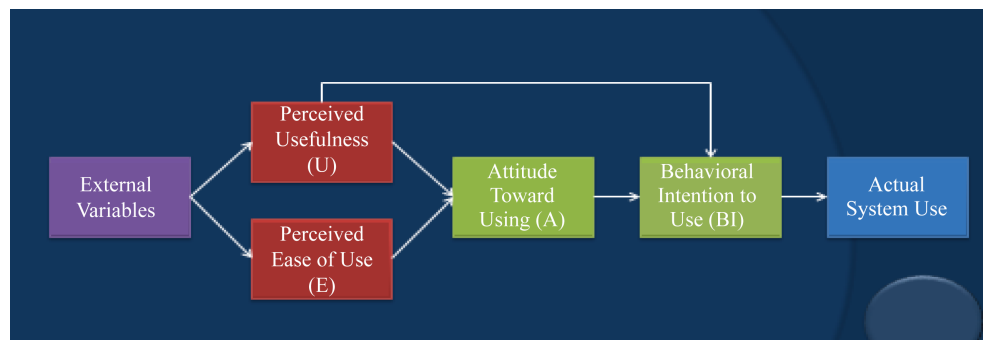 External
Variables
Perceived
Usefulness
(U)
Perceived
Ease of Use
(E)
Attitude
Toward
Using (A)
Behavioral
Intention to
Use (BI)
Actual
System Use